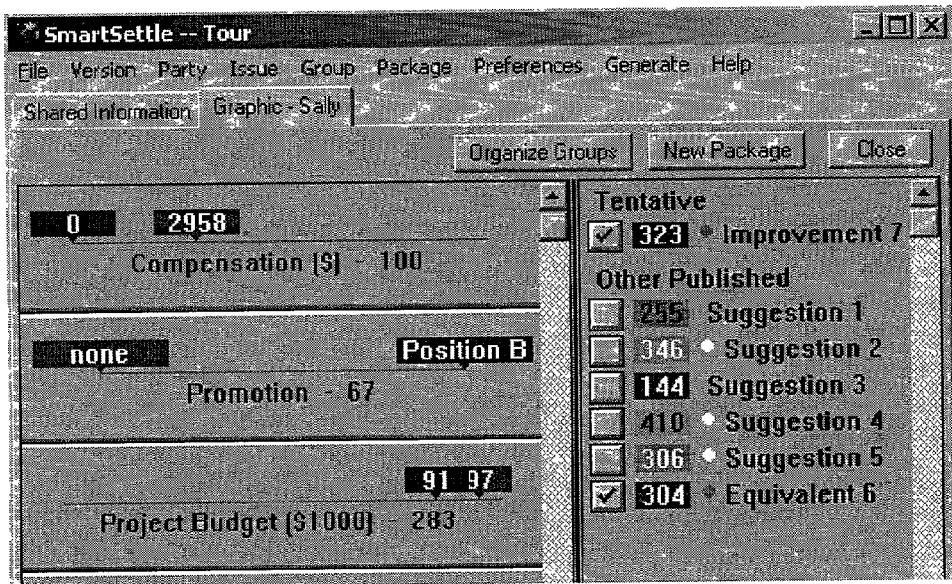 SmartSettle -- Tour
File Version Party Issue Group Package Preferences Generate Help
Shared Information Graphic - Sally
Organize Groups New Package Close
0 2958
Compensation ($) - 100
none Position B
Promotion - 67
91 97
Project Budget ($1000) - 283
Tentative
323 Improvement 7
Other Published
255 Suggestion 1
346 Suggestion 2
144 Suggestion 3
410 Suggestion 4
306 Suggestion 5
304 Equivalent 6